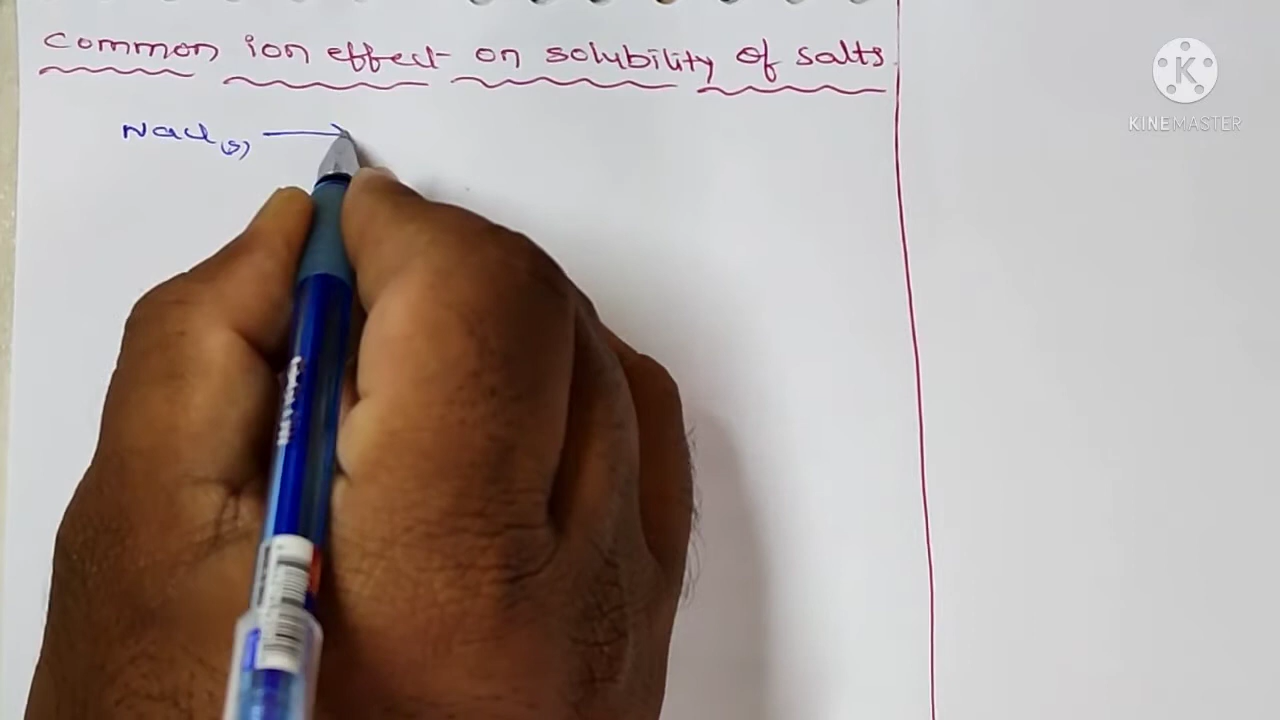 common ion effect on solubility of salts
NaCl(s) →
K
KINEMASTER